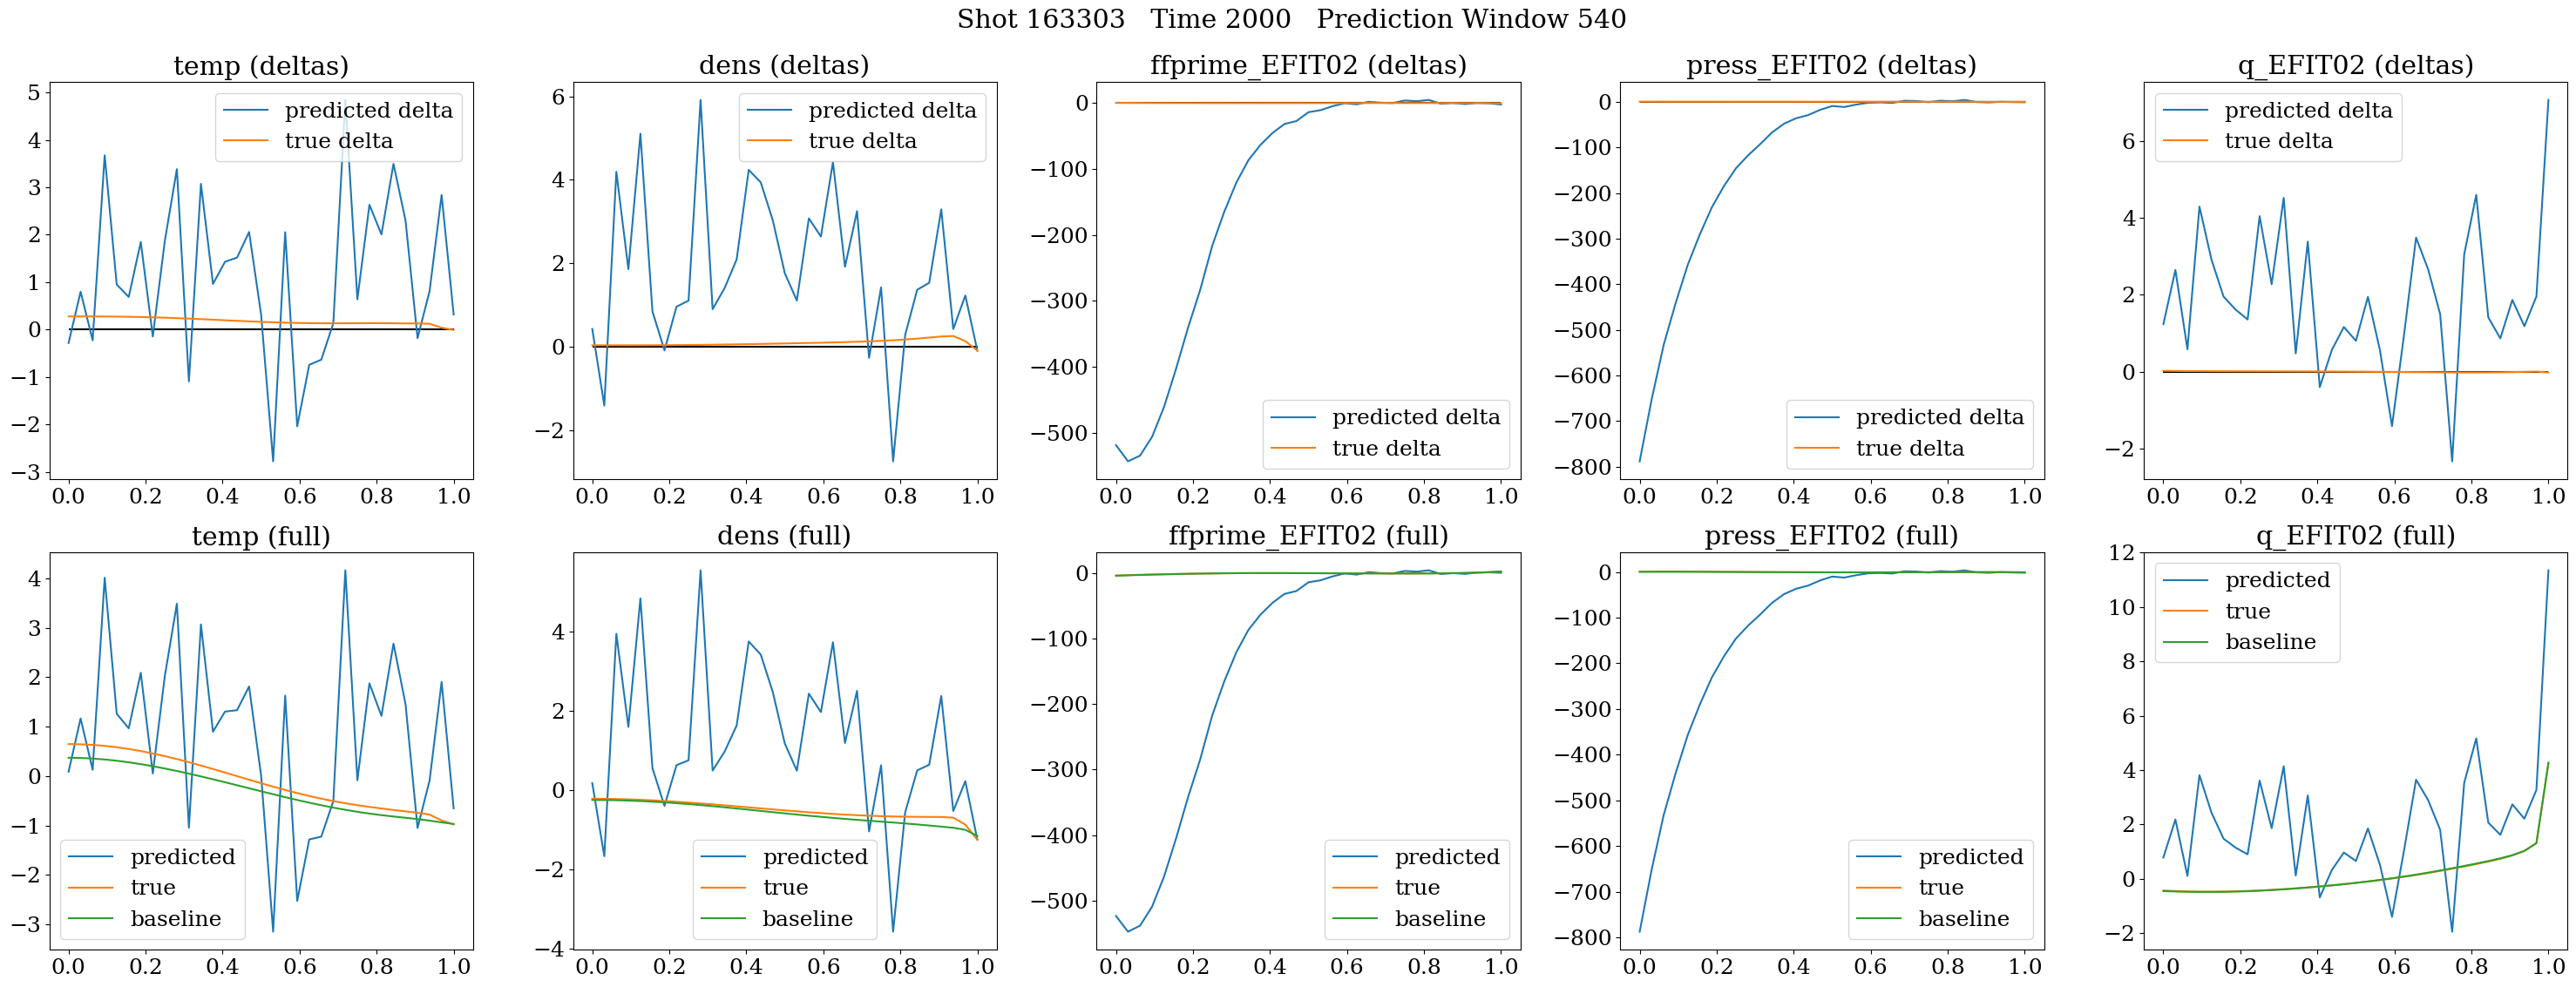 Shot 163303   Time 2000   Prediction Window 540
temp (deltas)
5
4
3
2
1
0
−1
−2
−3
0.0 0.2 0.4 0.6 0.8 1.0
predicted delta
true delta
dens (deltas)
6
4
2
0
−2
0.0 0.2 0.4 0.6 0.8 1.0
predicted delta
true delta
ffprime_EFIT02 (deltas)
0
−100
−200
−300
−400
−500
0.0 0.2 0.4 0.6 0.8 1.0
predicted delta
true delta
press_EFIT02 (deltas)
0
−100
−200
−300
−400
−500
−600
−700
−800
0.0 0.2 0.4 0.6 0.8 1.0
predicted delta
true delta
q_EFIT02 (deltas)
6
4
2
0
−2
0.0 0.2 0.4 0.6 0.8 1.0
predicted delta
true delta
temp (full)
4
3
2
1
0
−1
−2
−3
0.0 0.2 0.4 0.6 0.8 1.0
predicted
true
baseline
dens (full)
4
2
0
−2
−4
0.0 0.2 0.4 0.6 0.8 1.0
predicted
true
baseline
ffprime_EFIT02 (full)
0
−100
−200
−300
−400
−500
0.0 0.2 0.4 0.6 0.8 1.0
predicted
true
baseline
press_EFIT02 (full)
0
−100
−200
−300
−400
−500
−600
−700
−800
0.0 0.2 0.4 0.6 0.8 1.0
predicted
true
baseline
q_EFIT02 (full)
12
10
8
6
4
2
0
−2
0.0 0.2 0.4 0.6 0.8 1.0
predicted
true
baseline